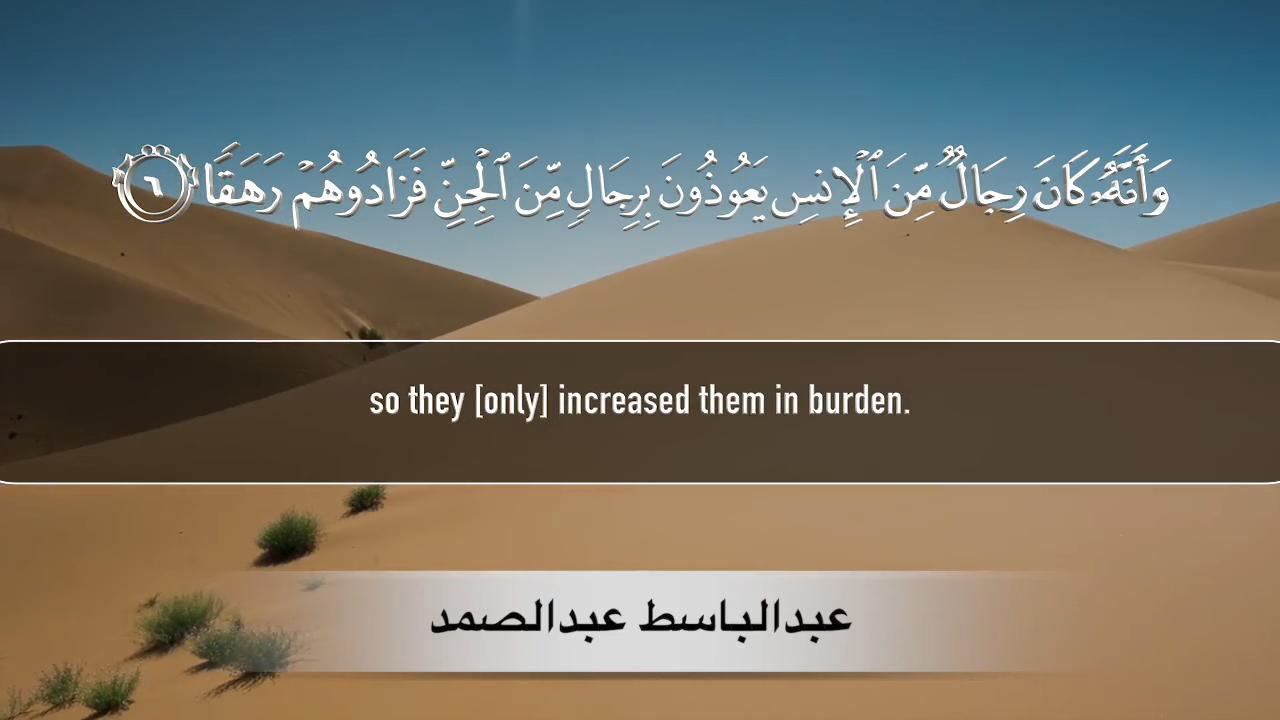 وَأَنَّهُۥ كَانَ رِجَالٌ مِّنَ ٱلْإِنسِ يَعُوذُونَ بِرِجَالٍ مِّنَ ٱلْجِنِّ فَزَادُوهُمْ رَهَقًا ٦
so they [only] increased them in burden.
عبدالباسط عبدالصمد